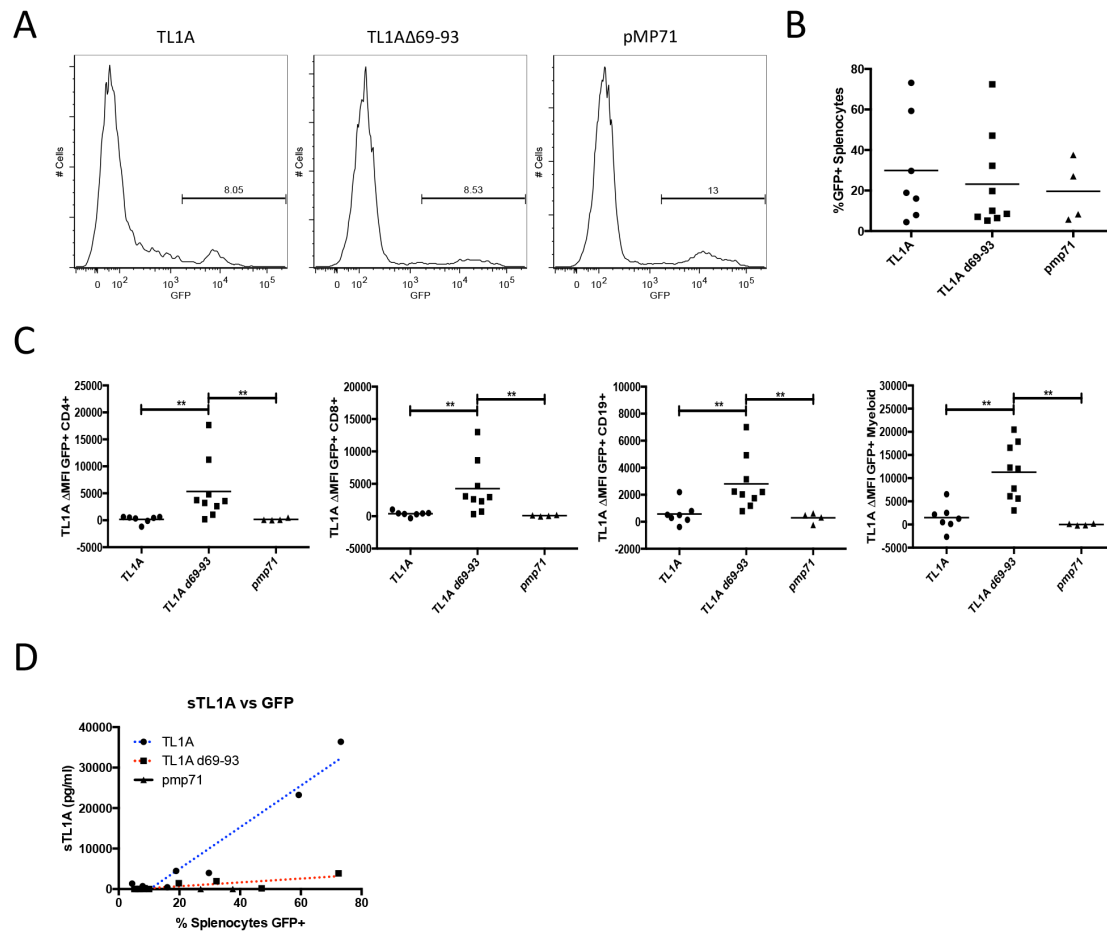 A
TL1A
TL1AΔ69-93
pMP71
# Cells
8.05
0 10² 10³ 10⁴ 10⁵
GFP
# Cells
8.53
0 10² 10³ 10⁴ 10⁵
GFP
# Cells
13
0 10² 10³ 10⁴ 10⁵
GFP
B
%GFP+ Splenocytes
80
60
40
20
0
TL1A
TL1A d69-93
pmp71
C
TL1A ΔMFI GFP+ CD4+
25000
20000
15000
10000
5000
0
-5000
** **
TL1A
TL1A d69-93
pmp71
TL1A ΔMFI GFP+ CD8+
20000
15000
10000
5000
0
-5000
** **
TL1A
TL1A d69-93
pmp71
TL1A ΔMFI GFP+ CD19+
10000
8000
6000
4000
2000
0
-2000
** **
TL1A
TL1A d69-93
pmp71
TL1A ΔMFI GFP+ Myeloid
30000
25000
20000
15000
10000
5000
0
-5000
** **
TL1A
TL1A d69-93
pmp71
D
sTL1A vs GFP
sTL1A (pg/ml)
40000
30000
20000
10000
0
TL1A
TL1A d69-93
pmp71
0 20 40 60 80
% Splenocytes GFP+